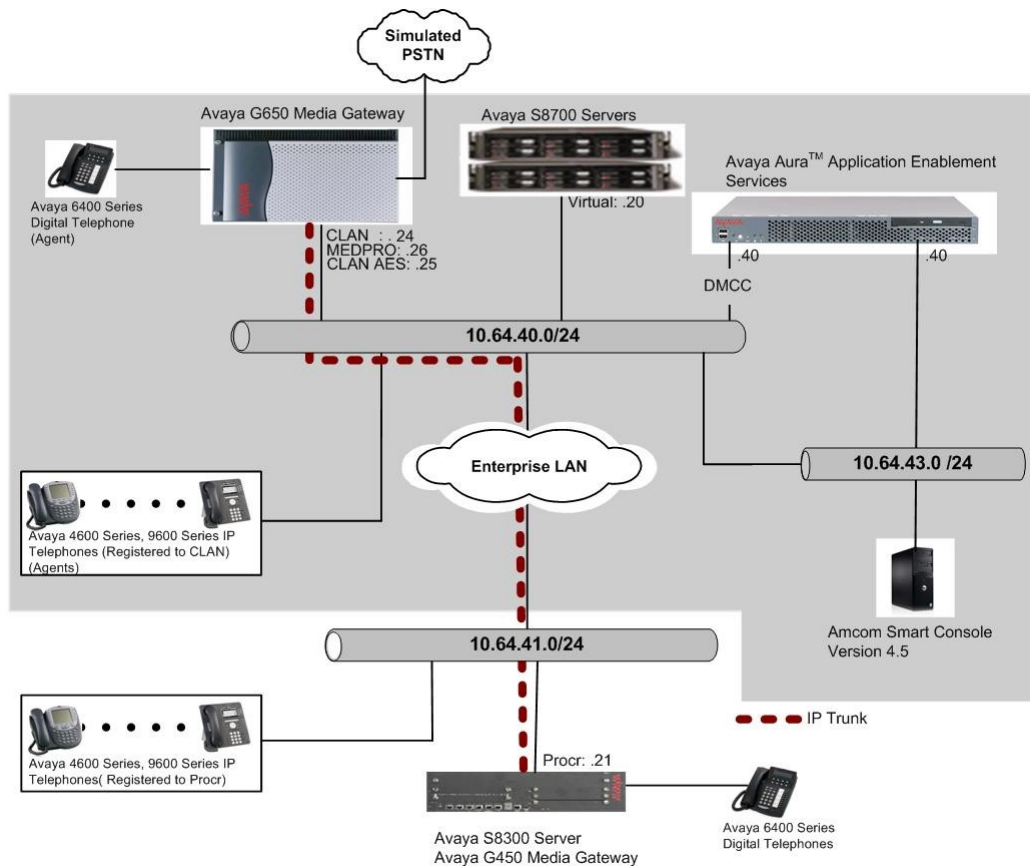 Simulated
PSTN
Avaya G650 Media Gateway
Avaya S8700 Servers
Avaya Aura™ Application Enablement
Services
Avaya 6400 Series
Digital Telephone
(Agent)
Virtual: .20
CLAN : . 24
MEDPRO: .26
CLAN AES: .25
.40
.40
DMCC
10.64.40.0/24
Enterprise LAN
10.64.43.0 /24
Avaya 4600 Series, 9600 Series IP
Telephones (Registered to CLAN)
(Agents)
Amcom Smart Console
Version 4.5
10.64.41.0/24
IP Trunk
Avaya 4600 Series, 9600 Series IP
Telephones( Registered to Procr)
Procr: .21
Avaya S8300 Server
Avaya G450 Media Gateway
Avaya 6400 Series
Digital Telephones